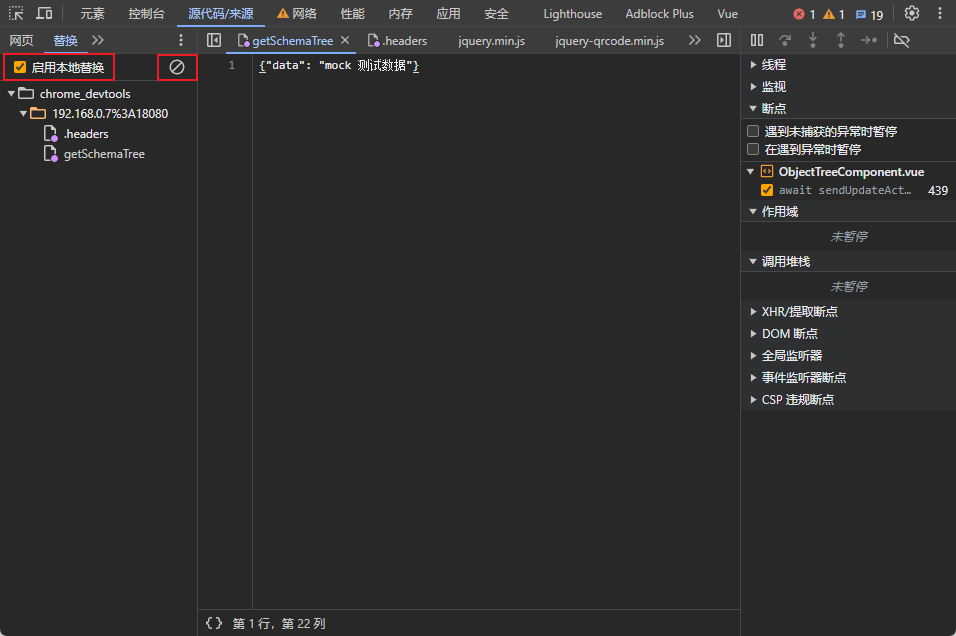 元素 控制台 源代码/来源 网络 性能 内存 应用 安全 Lighthouse Adblock Plus Vue 1 1 19
网页 替换 getSchemaTree .headers jquery.min.js jquery-qrcode.min.js
启用本地替换
chrome_devtools
192.168.0.7%3A18080
.headers
getSchemaTree
1 {"data": "mock 测试数据"}
线程
监视
断点
遇到未捕获的异常时暂停
在遇到异常时暂停
ObjectTreeComponent.vue
await sendUpdateAct… 439
作用域
未暂停
调用堆栈
未暂停
XHR/提取断点
DOM 断点
全局监听器
事件监听器断点
CSP 违规断点
{} 第 1 行，第 22 列